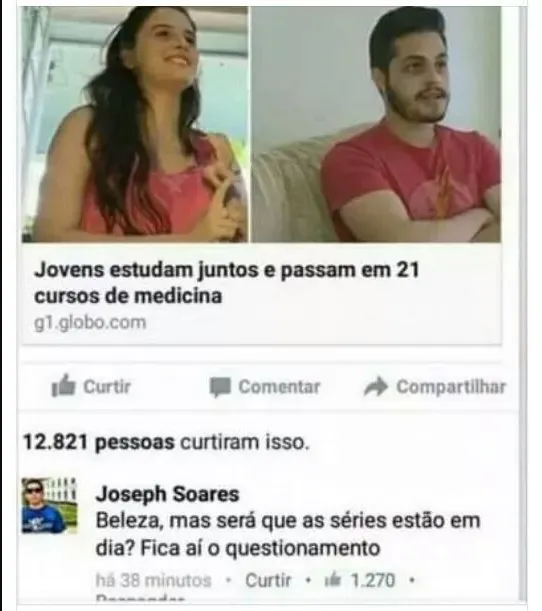 Jovens estudam juntos e passam em 21
cursos de medicina
g1.globo.com
Curtir Comentar Compartilhar
12.821 pessoas curtiram isso.
Joseph Soares
Beleza, mas será que as séries estão em
dia? Fica aí o questionamento
há 38 minutos · Curtir · 1.270 ·